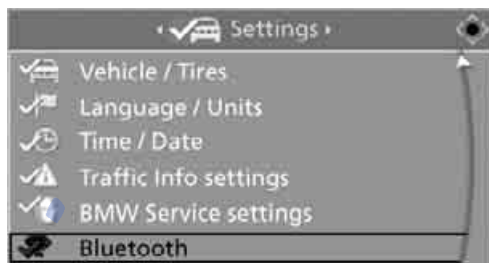 Settings
Vehicle / Tires
Language / Units
Time / Date
Traffic Info settings
BMW Service settings
Bluetooth